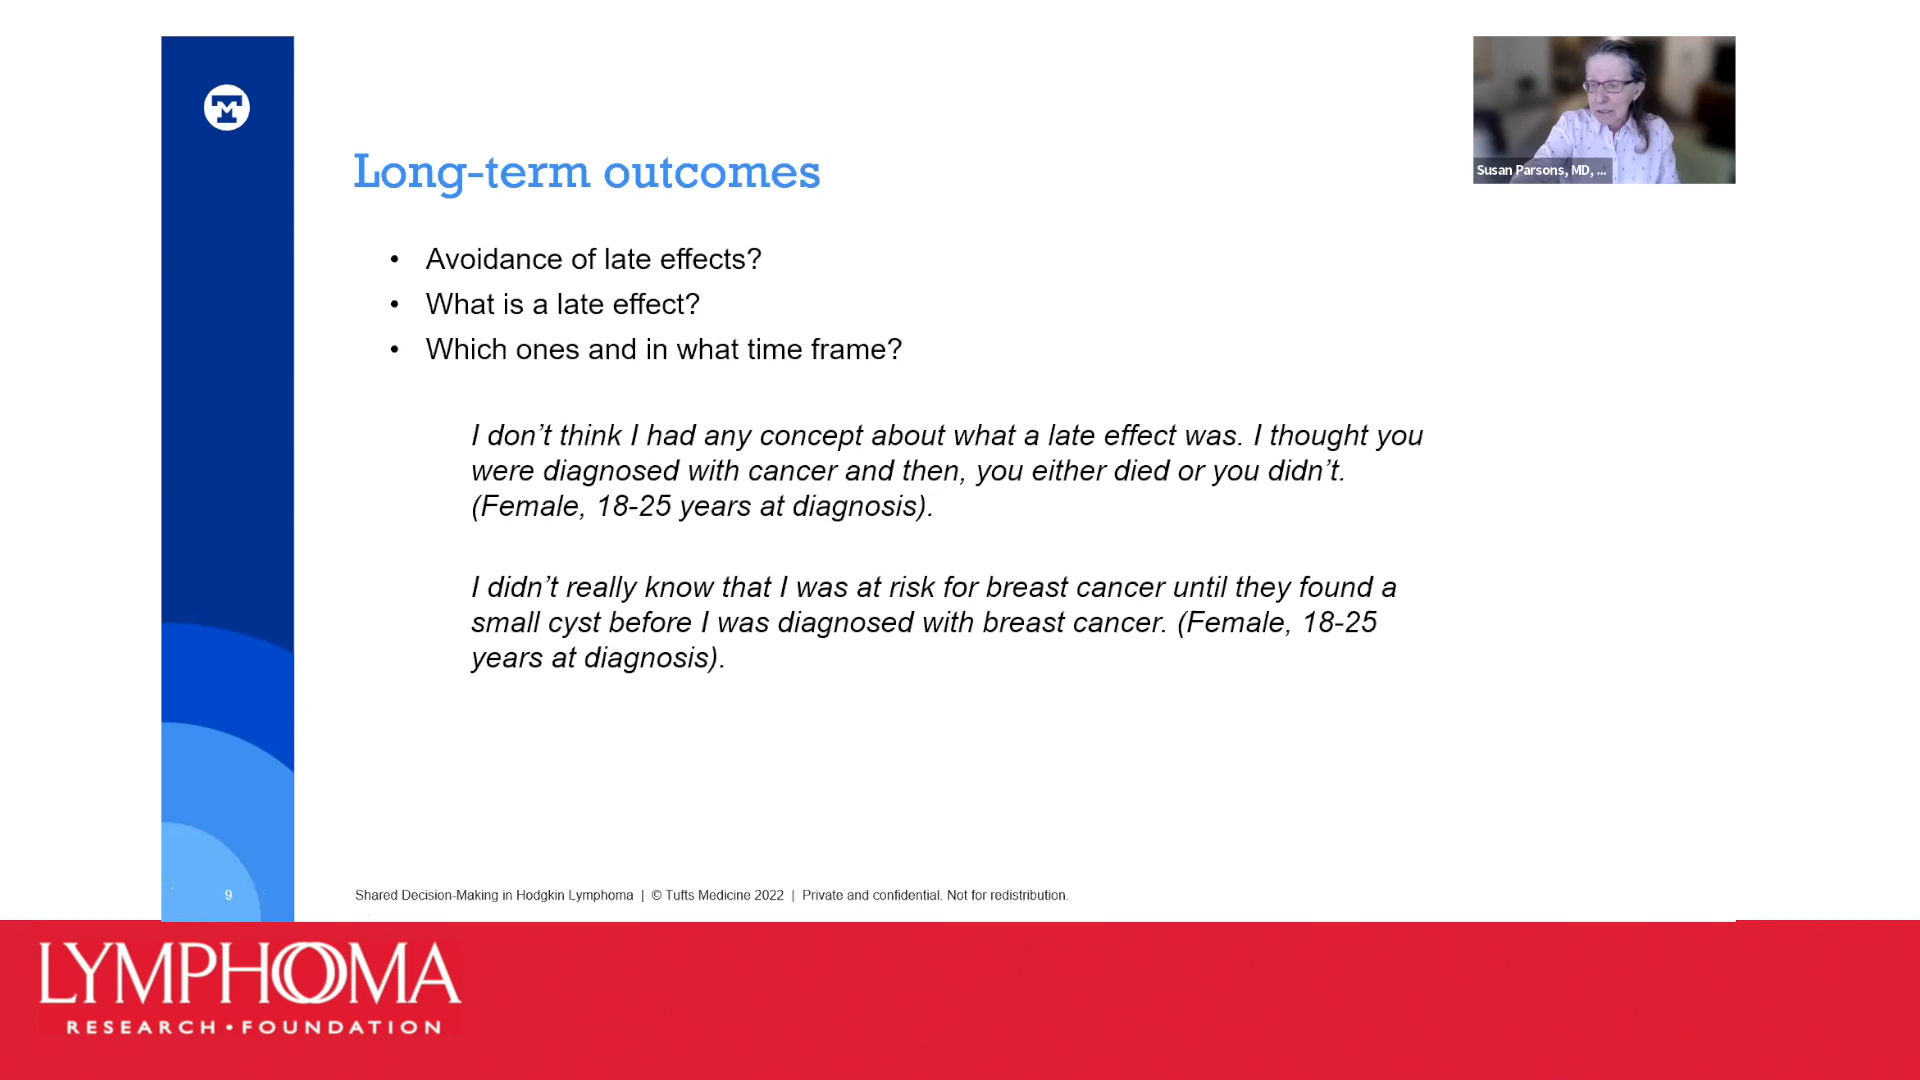 Susan Parsons, MD, ...
Long-term outcomes
• Avoidance of late effects?
• What is a late effect?
• Which ones and in what time frame?
I don’t think I had any concept about what a late effect was. I thought you
were diagnosed with cancer and then, you either died or you didn’t.
(Female, 18-25 years at diagnosis).
I didn’t really know that I was at risk for breast cancer until they found a
small cyst before I was diagnosed with breast cancer. (Female, 18-25
years at diagnosis).
9
Shared Decision-Making in Hodgkin Lymphoma | © Tufts Medicine 2022 | Private and confidential. Not for redistribution.
LYMPHOMA
RESEARCH • FOUNDATION